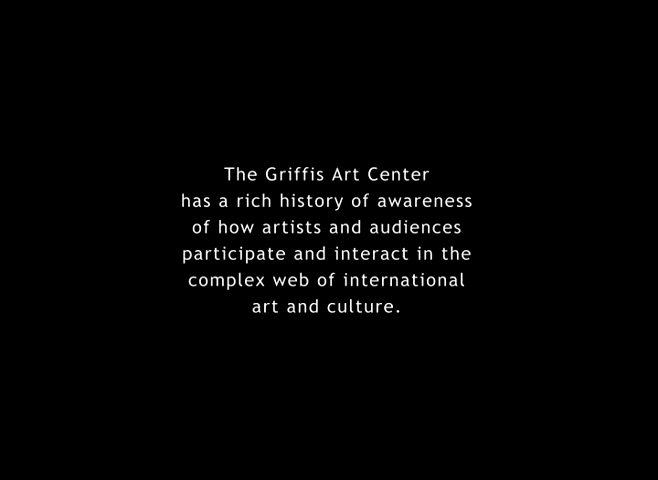 The Griffis Art Center
has a rich history of awareness
of how artists and audiences
participate and interact in the
complex web of international
art and culture.